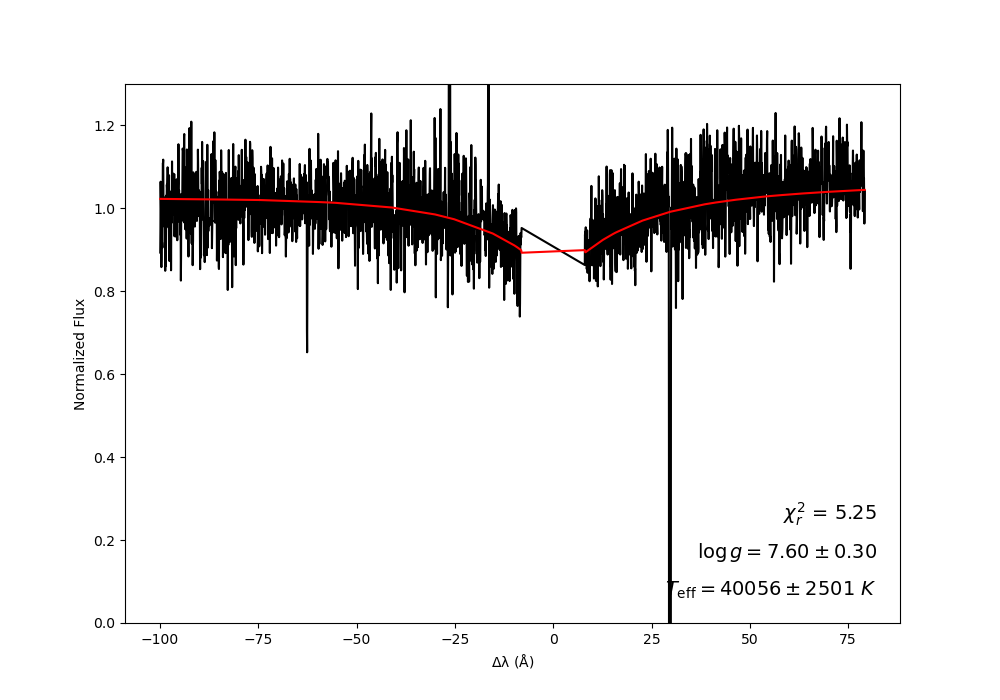 1.2
1.0
0.8
0.6
0.4
0.2
0.0
Normalized Flux
χ²ᵣ = 5.25
log g = 7.60 ± 0.30
T_eff = 40056 ± 2501 K
−100 −75 −50 −25 0 25 50 75
Δλ (Å)